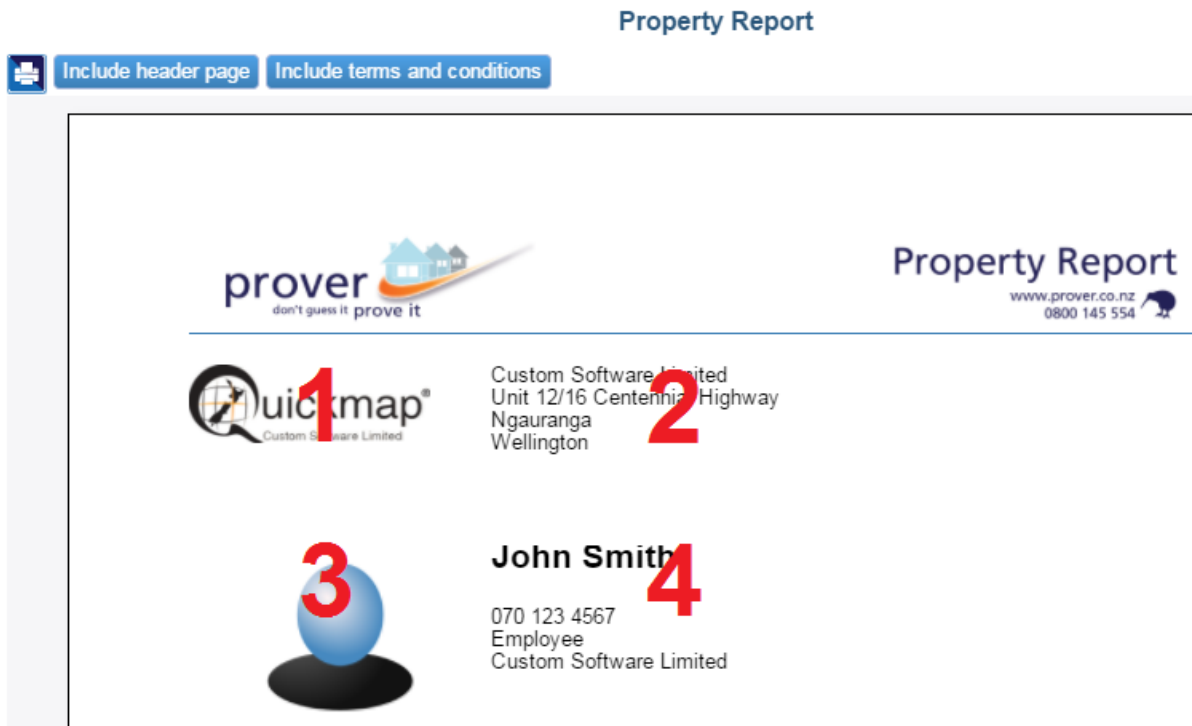 Property Report
Include header page Include terms and conditions
prover
don't guess it prove it
Property Report
www.prover.co.nz
0800 145 554
Quickmap®
Custom Software Limited
1
Custom Software Limited
Unit 12/16 Centennial Highway
Ngauranga
Wellington
2
3
John Smith
4
070 123 4567
Employee
Custom Software Limited